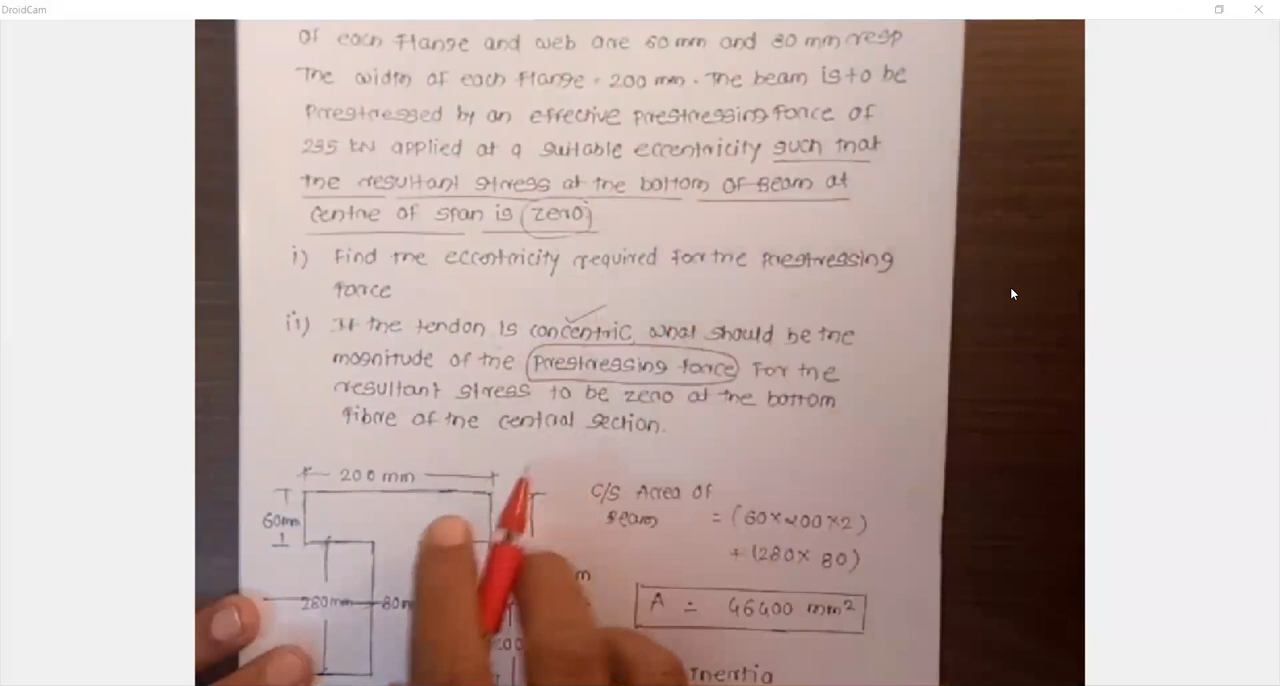 DroidCam
of each flange and web are 60 mm and 80 mm resp
The width of each flange = 200 mm. The beam is to be
prestressed by an effective prestressing force of
235 kN applied at a suitable eccentricity such that
the resultant stress at the bottom of beam at
centre of span is zero
i) Find the eccentricity required for the prestressing
force
ii) If the tendon is concentric, what should be the
magnitude of the prestressing force for the
resultant stress to be zero at the bottom
fibre of the central section.
200 mm
60mm
280mm
80m
m
C/S Area of
Beam = (60×200×2)
+ (280× 80)
A = 46400 mm²
Inertia